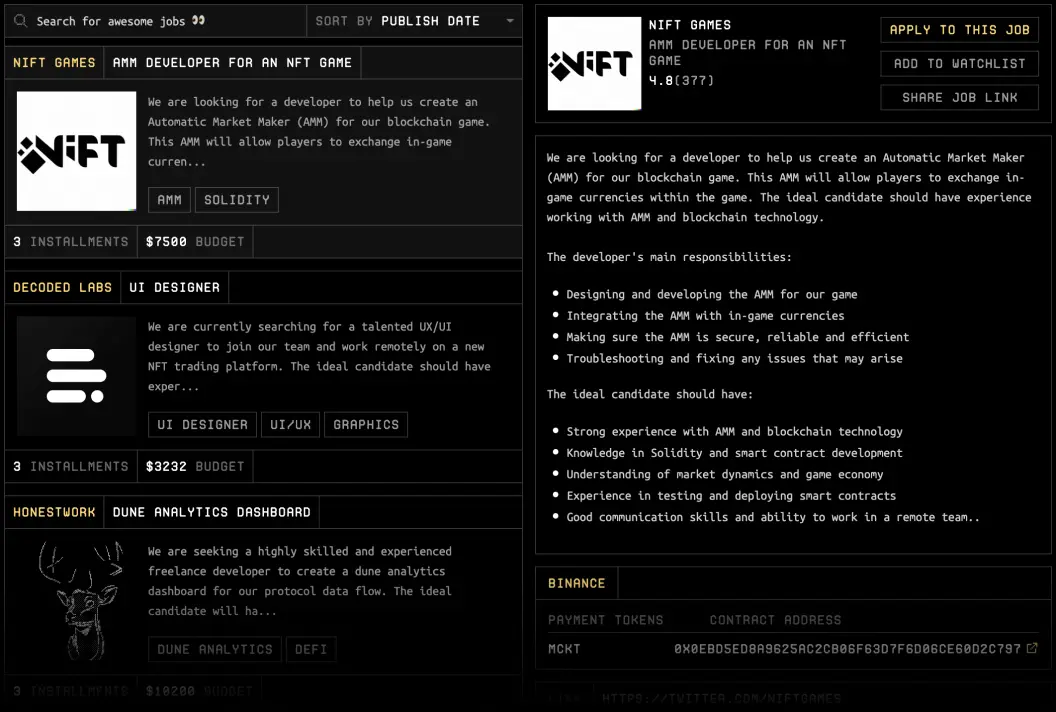 Search for awesome jobs 👀
SORT BY PUBLISH DATE
NIFT GAMES
AMM DEVELOPER FOR AN NFT GAME
NiFT
We are looking for a developer to help us create an
Automatic Market Maker (AMM) for our blockchain game.
This AMM will allow players to exchange in-game
curren...
AMM
SOLIDITY
3 INSTALLMENTS
$7500 BUDGET
DECODED LABS
UI DESIGNER
We are currently searching for a talented UX/UI
designer to join our team and work remotely on a new
NFT trading platform. The ideal candidate should have
exper...
UI DESIGNER
UI/UX
GRAPHICS
3 INSTALLMENTS
$3232 BUDGET
HONESTWORK
DUNE ANALYTICS DASHBOARD
We are seeking a highly skilled and experienced
freelance developer to create a dune analytics
dashboard for our protocol data flow. The ideal
candidate will ha...
DUNE ANALYTICS
DEFI
3 INSTALLMENTS
$10200 BUDGET
NiFT
NIFT GAMES
AMM DEVELOPER FOR AN NFT
GAME
4.8(377)
APPLY TO THIS JOB
ADD TO WATCHLIST
SHARE JOB LINK
We are looking for a developer to help us create an Automatic Market Maker
(AMM) for our blockchain game. This AMM will allow players to exchange in-
game currencies within the game. The ideal candidate should have experience
working with AMM and blockchain technology.
The developer's main responsibilities:
• Designing and developing the AMM for our game
• Integrating the AMM with in-game currencies
• Making sure the AMM is secure, reliable and efficient
• Troubleshooting and fixing any issues that may arise
The ideal candidate should have:
• Strong experience with AMM and blockchain technology
• Knowledge in Solidity and smart contract development
• Understanding of market dynamics and game economy
• Experience in testing and deploying smart contracts
• Good communication skills and ability to work in a remote team..
BINANCE
PAYMENT TOKENS
CONTRACT ADDRESS
MCKT
0X0EBD5ED8A9625AC2CB06F63D7F6D06CE60D2C797
LINK
HTTPS://TWITTER.COM/NIFTGAMES